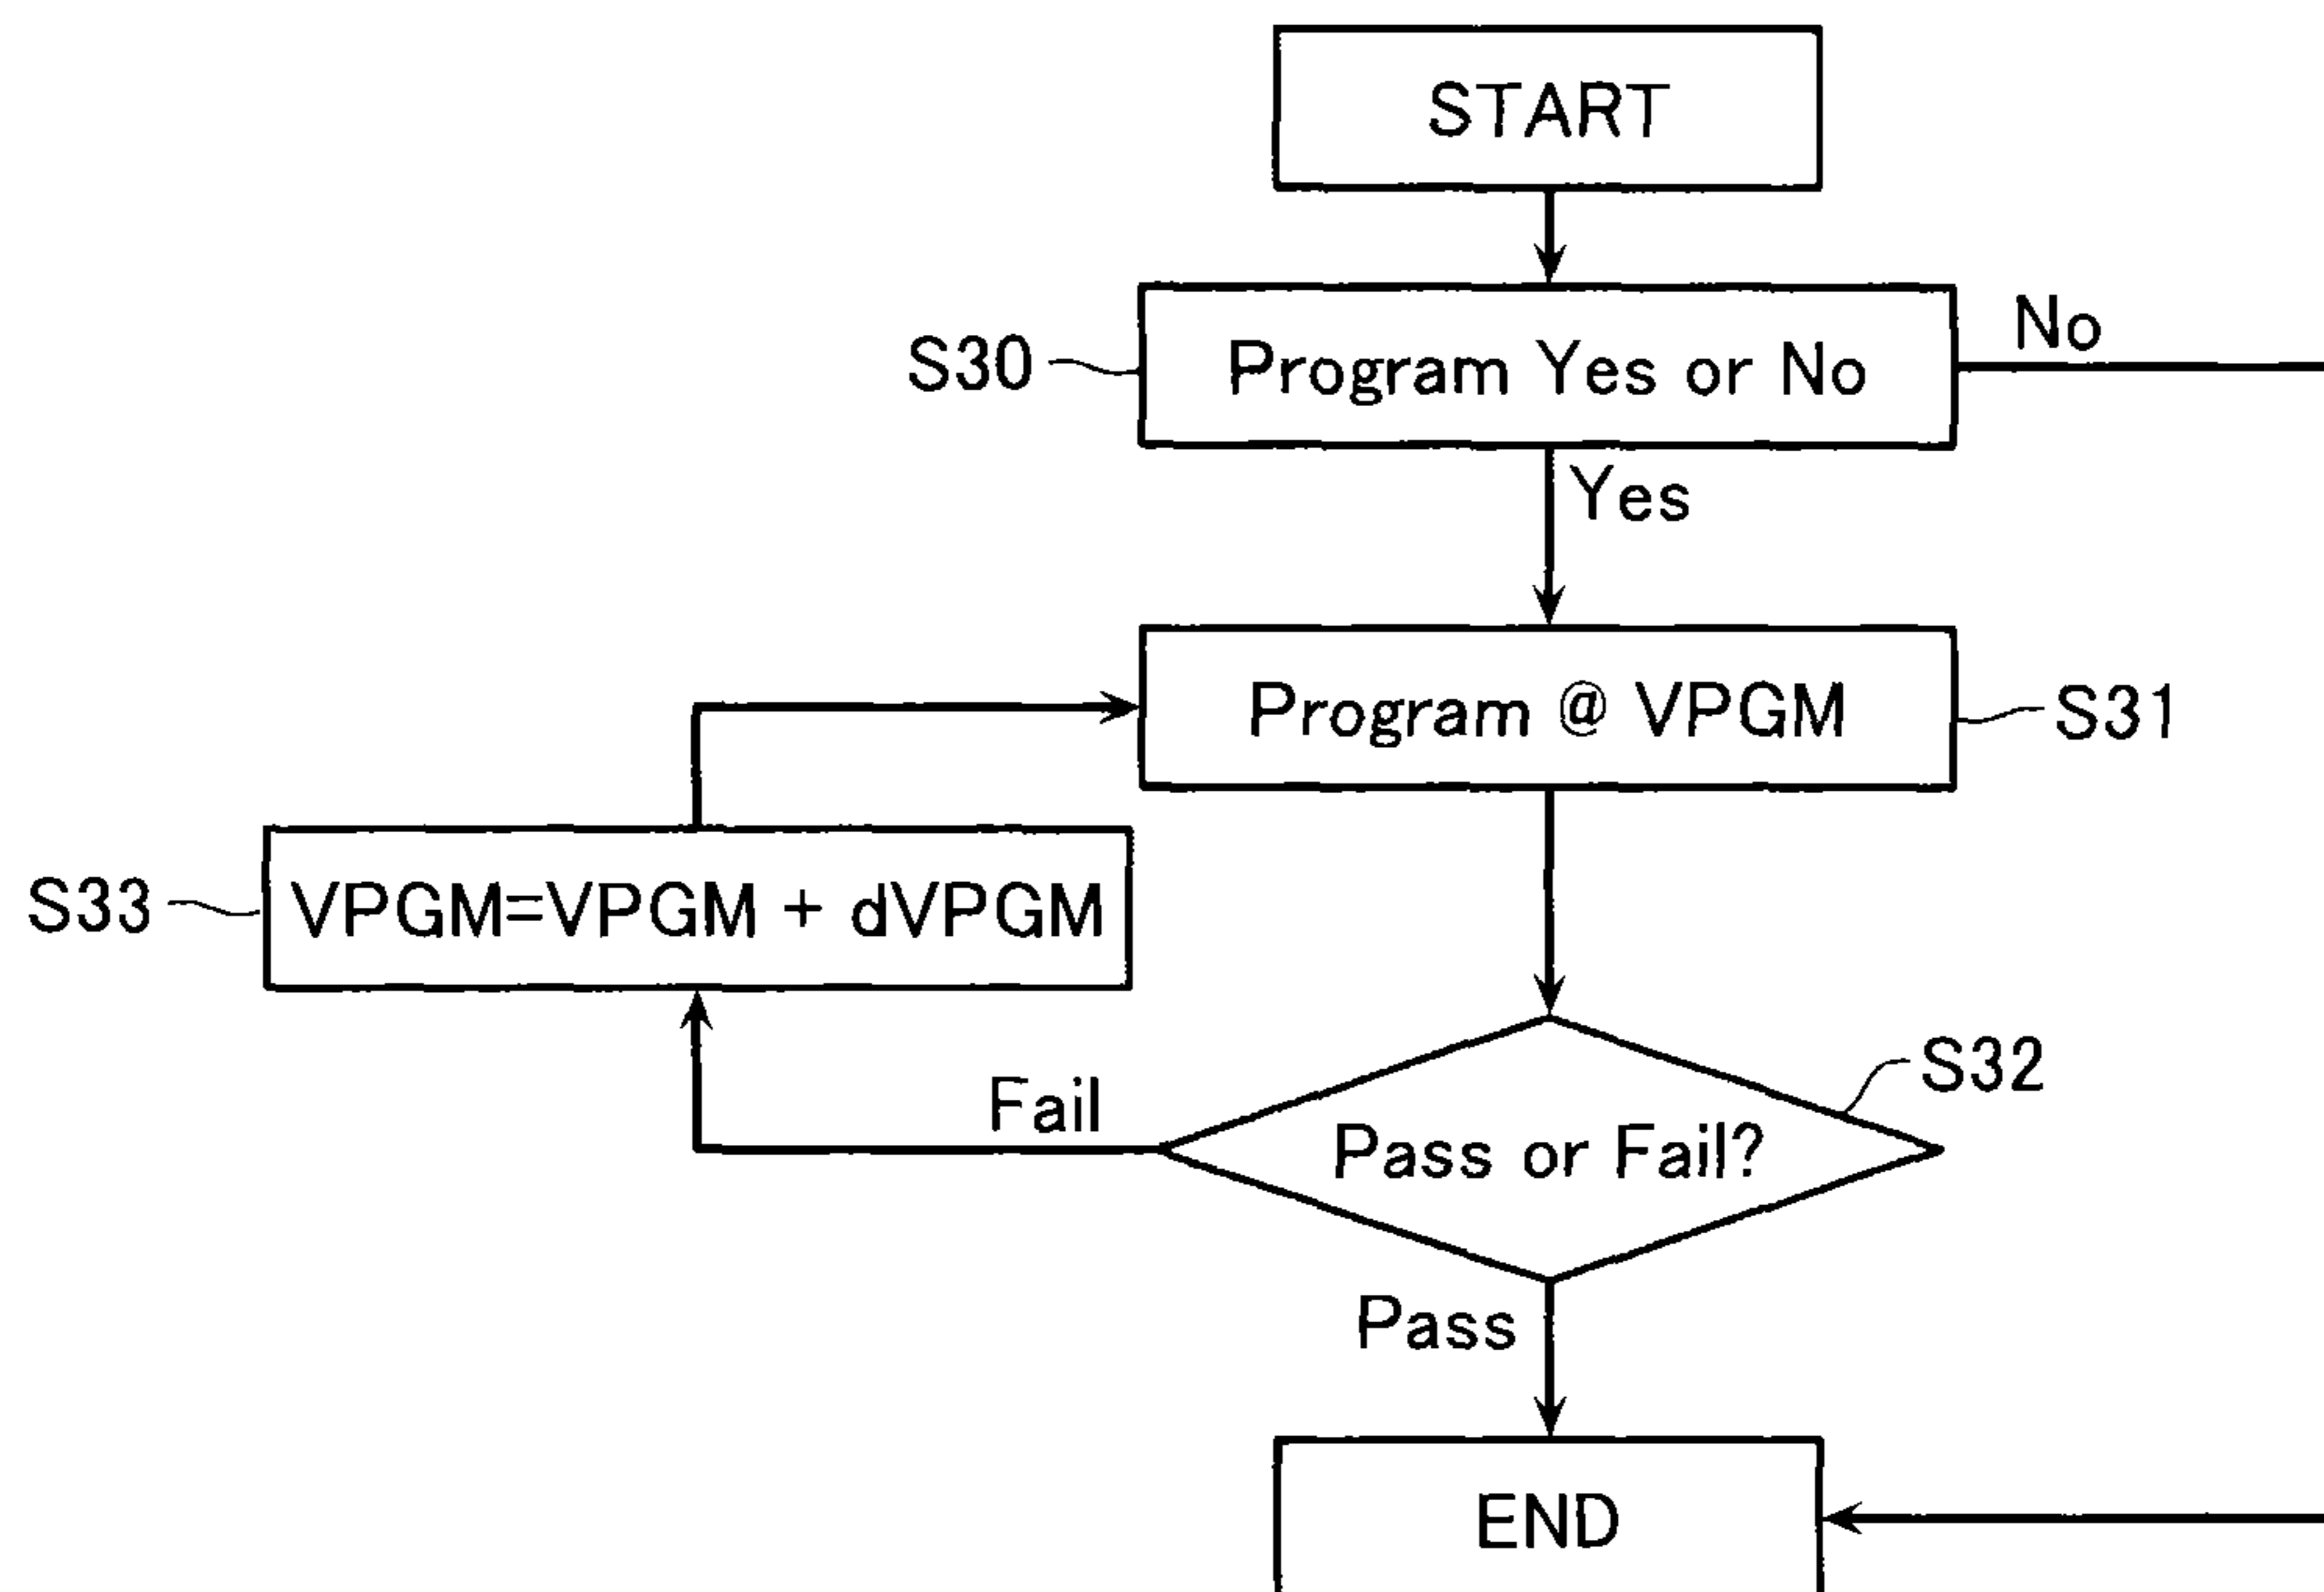 START
S30
Program Yes or No
No
Yes
Program @ VPGM
S31
S33
VPGM=VPGM + dVPGM
Fail
S32
Pass or Fail?
Pass
END